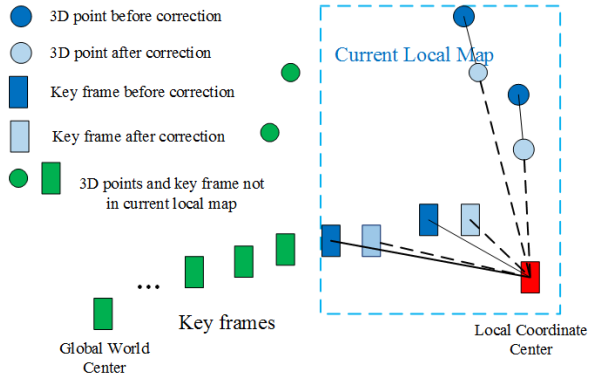 3D point before correction
3D point after correction
Current Local Map
Key frame before correction
Key frame after correction
3D points and key frame not
in current local map
...
Key frames
Global World
Center
Local Coordinate
Center